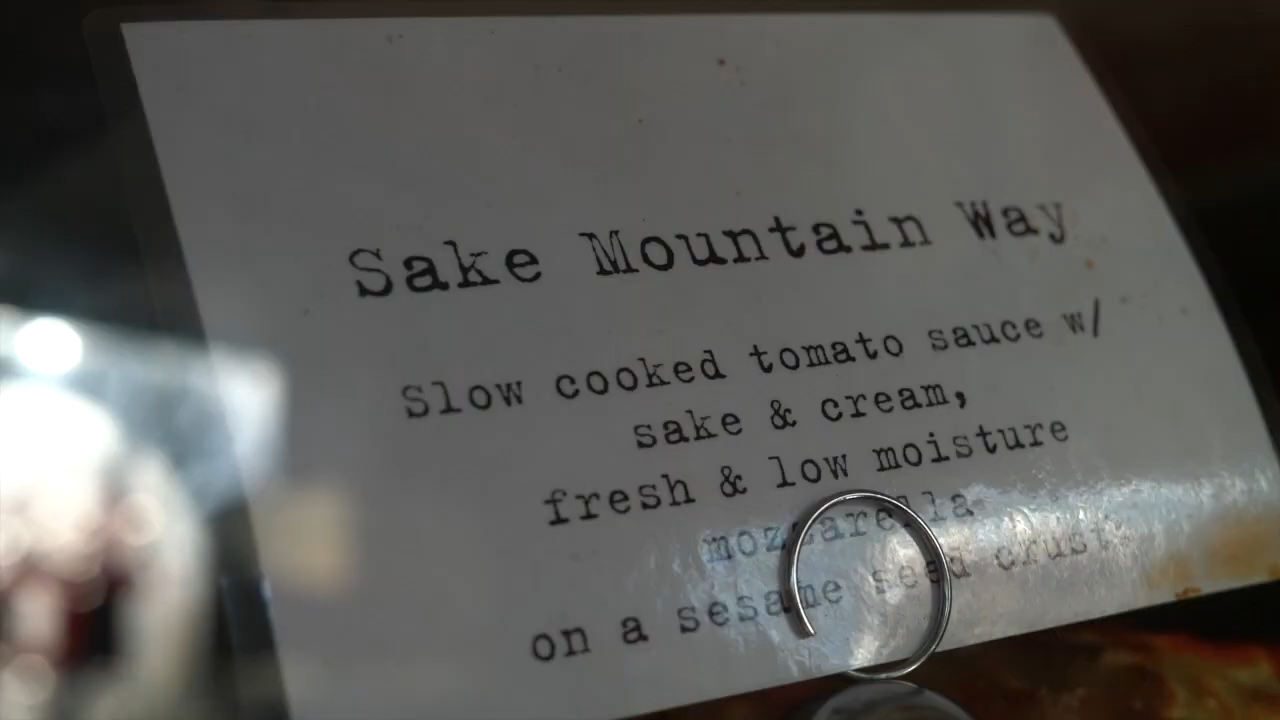 Sake Mountain Way
Slow cooked tomato sauce w/
sake & cream,
fresh & low moisture
mozzarella
on a sesame seed crust